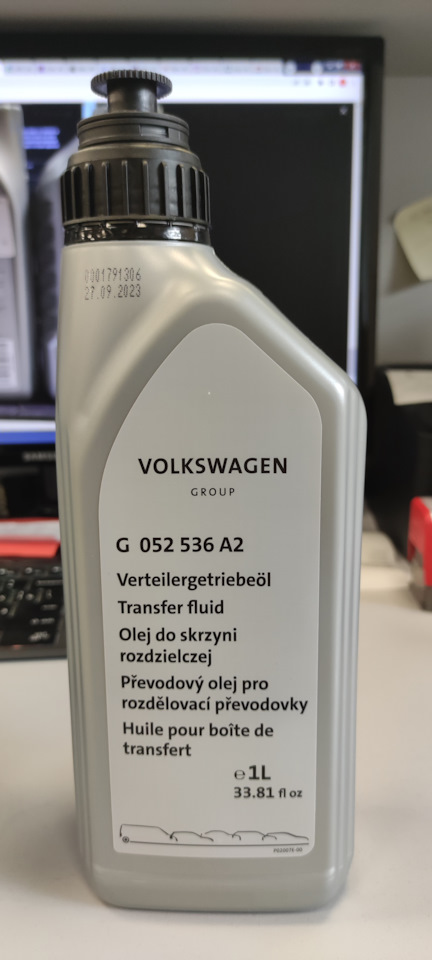 0001791306
27.09.2023
VOLKSWAGEN
GROUP
G 052 536 A2
Verteilergetriebeöl
Transfer fluid
Olej do skrzyni
rozdzielczej
Převodový olej pro
rozdělovací převodovky
Huile pour boîte de
transfert
e 1L
33.81 fl oz